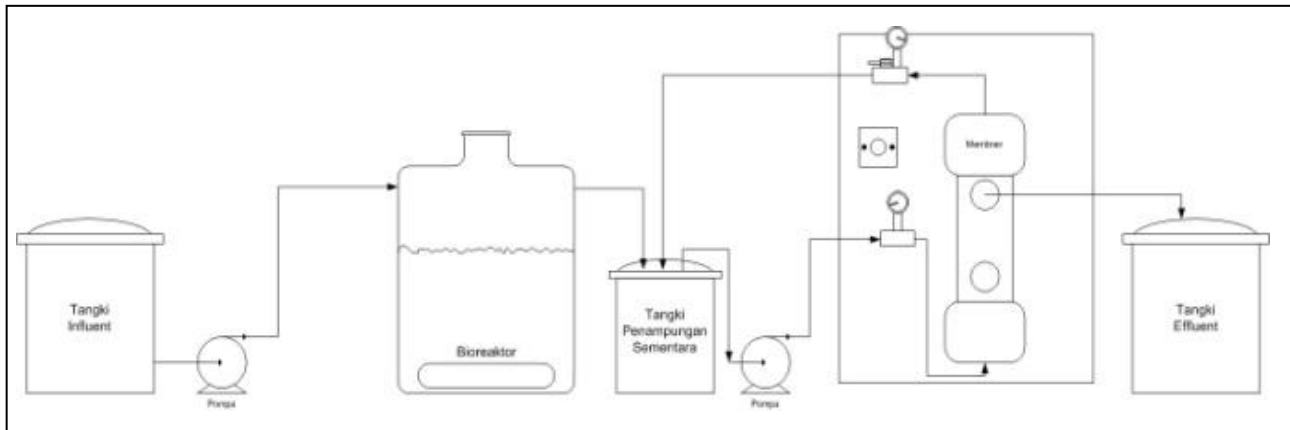 Tangki
Influent
Pompa
Bioreaktor
Tangki
Penampungan
Sementara
Pompa
Membran
Tangki
Effluent